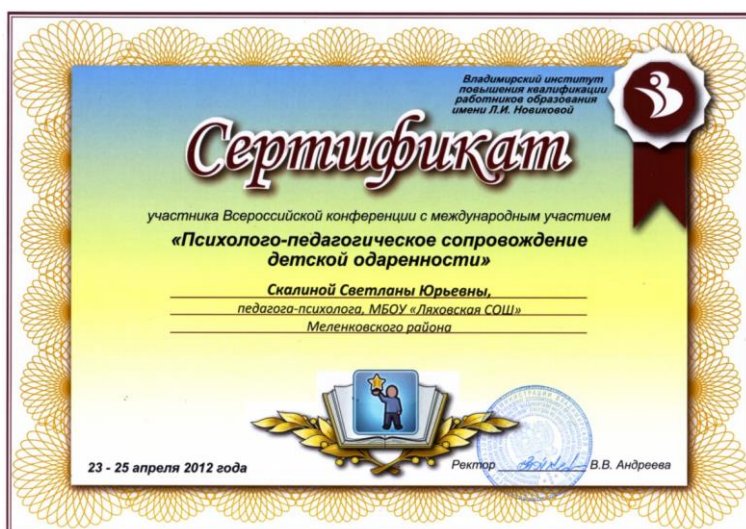 Владимирский институт
повышения квалификации
работников образования
имени Л.И. Новиковой
Сертификат
участника Всероссийской конференции с международным участием
«Психолого-педагогическое сопровождение
детской одаренности»
Скалиной Светланы Юрьевны,
педагога-психолога, МБОУ «Ляховская СОШ»
Меленковского района
23 - 25 апреля 2012 года
Ректор В.В. Андреева